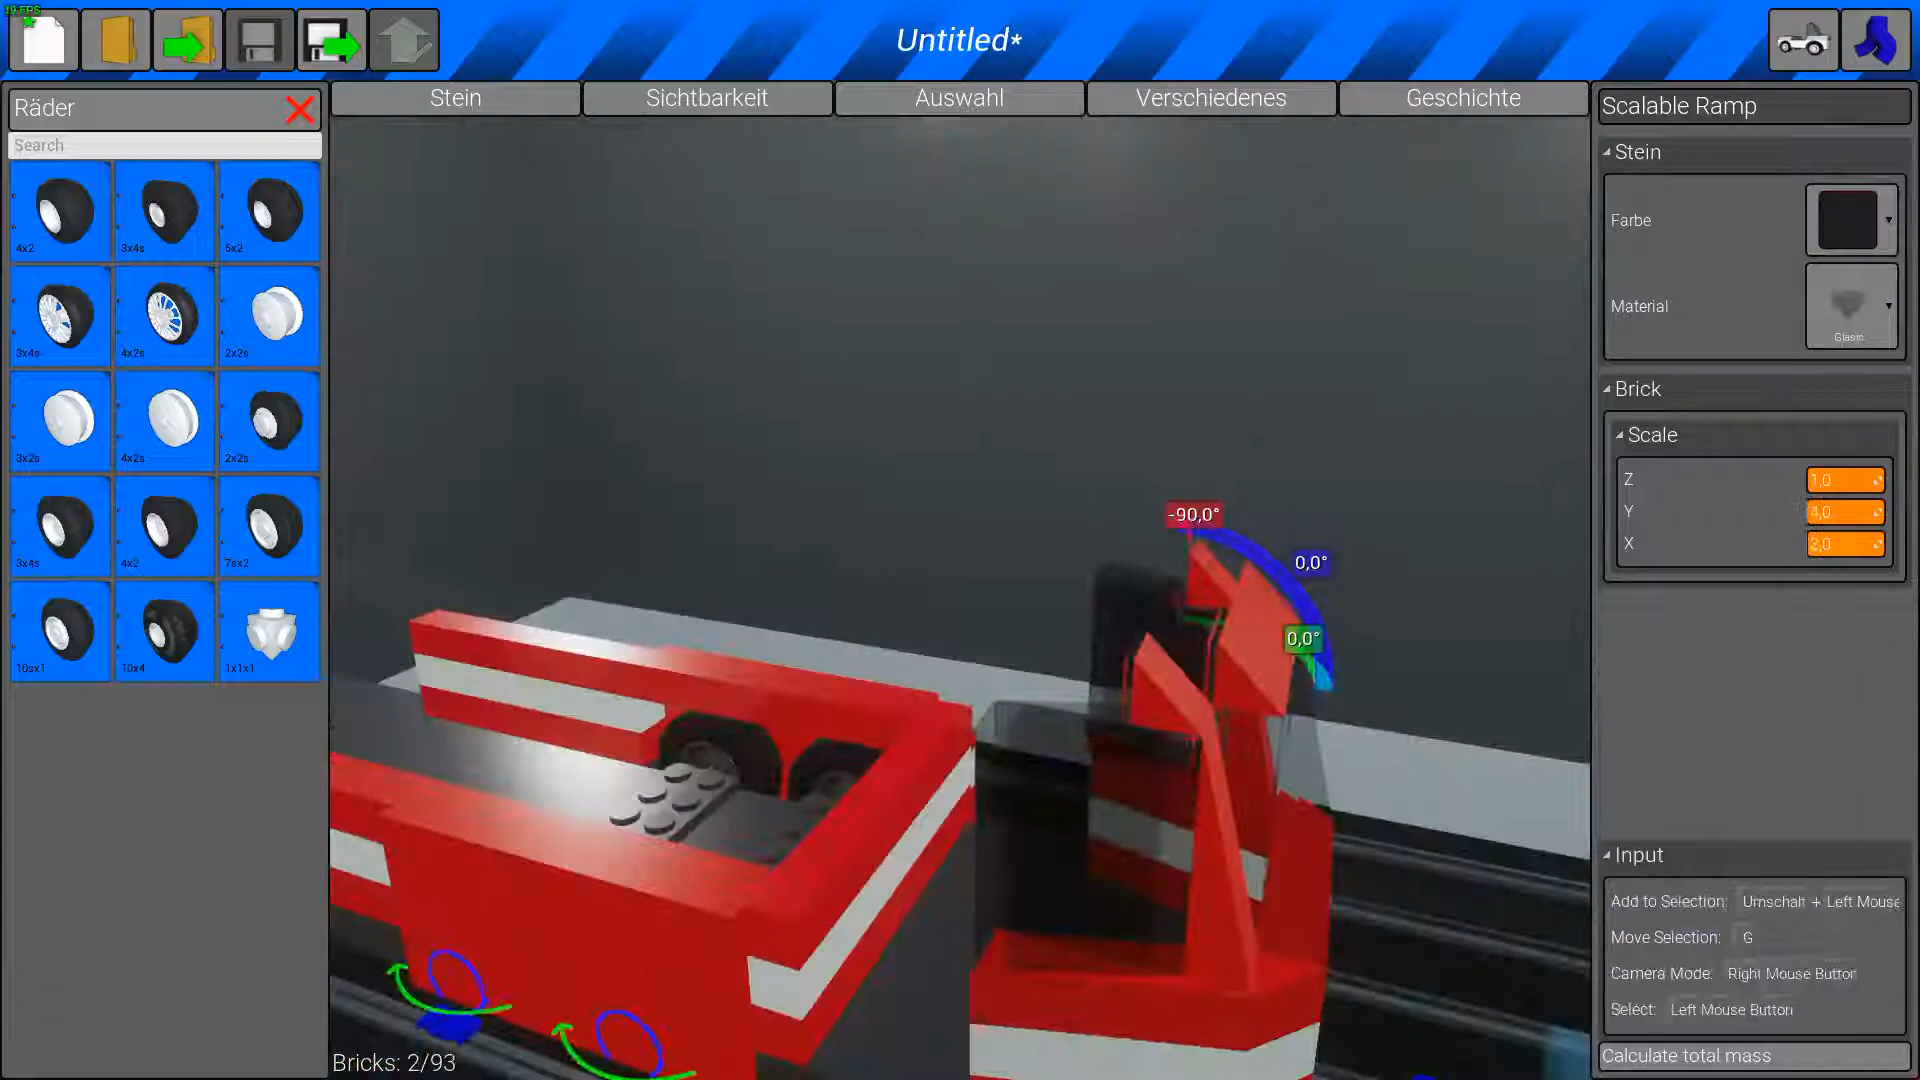 19 FPS
Untitled*
Räder
Search
4x2
3x4s
5x2
3x4s
4x2s
2x2s
3x2s
4x2s
2x2s
3x4s
4x2
7sx2
10sx1
10x4
1x1x1
Stein
Sichtbarkeit
Auswahl
Verschiedenes
Geschichte
-90,0°
0,0°
0,0°
Bricks: 2/93
Scalable Ramp
Stein
Farbe
Material
Brick
Scale
Z 1,0
Y 4,0
X
Input
Add to Selection: Umschalt + Left Mouse
Move Selection: G
Camera Mode: Right Mouse Button
Select: Left Mouse Button
Calculate total mass